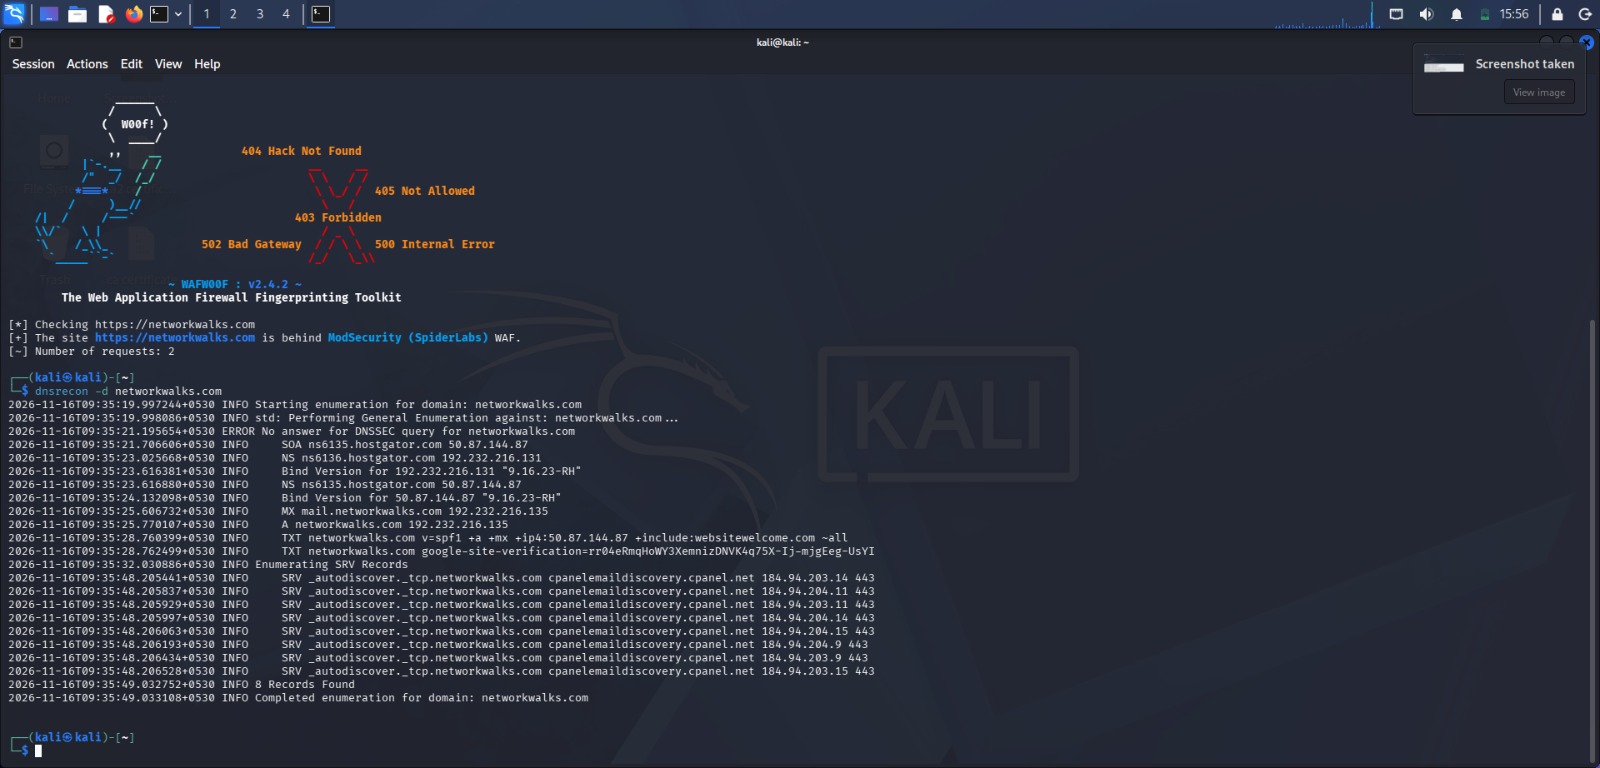 1 2 3 4 15:56
kali@kali: ~
Session Actions Edit View Help
Screenshot taken
View image
W00f!
404 Hack Not Found
405 Not Allowed
403 Forbidden
502 Bad Gateway 500 Internal Error
~ WAFW00F : v2.4.2 ~
The Web Application Firewall Fingerprinting Toolkit
[*] Checking https://networkwalks.com
[+] The site https://networkwalks.com is behind ModSecurity (SpiderLabs) WAF.
[~] Number of requests: 2
┌──(kali㉿kali)-[~]
└─$ dnsrecon -d networkwalks.com
2026-11-16T09:35:19.997244+0530 INFO Starting enumeration for domain: networkwalks.com
2026-11-16T09:35:19.998086+0530 INFO std: Performing General Enumeration against: networkwalks.com...
2026-11-16T09:35:21.195654+0530 ERROR No answer for DNSSEC query for networkwalks.com
2026-11-16T09:35:21.706606+0530 INFO SOA ns6135.hostgator.com 50.87.144.87
2026-11-16T09:35:23.025668+0530 INFO NS ns6136.hostgator.com 192.232.216.131
2026-11-16T09:35:23.616381+0530 INFO Bind Version for 192.232.216.131 "9.16.23-RH"
2026-11-16T09:35:23.616880+0530 INFO NS ns6135.hostgator.com 50.87.144.87
2026-11-16T09:35:24.132098+0530 INFO Bind Version for 50.87.144.87 "9.16.23-RH"
2026-11-16T09:35:25.606732+0530 INFO MX mail.networkwalks.com 192.232.216.135
2026-11-16T09:35:25.770107+0530 INFO A networkwalks.com 192.232.216.135
2026-11-16T09:35:28.760399+0530 INFO TXT networkwalks.com v=spf1 +a +mx +ip4:50.87.144.87 +include:websitewelcome.com ~all
2026-11-16T09:35:28.762499+0530 INFO TXT networkwalks.com google-site-verification=rr04eRmqHoWY3XemnizDNVK4q75X-Ij-mjgEeg-UsYI
2026-11-16T09:35:32.030886+0530 INFO Enumerating SRV Records
2026-11-16T09:35:48.205441+0530 INFO SRV _autodiscover._tcp.networkwalks.com cpanelemaildiscovery.cpanel.net 184.94.203.14 443
2026-11-16T09:35:48.205837+0530 INFO SRV _autodiscover._tcp.networkwalks.com cpanelemaildiscovery.cpanel.net 184.94.204.11 443
2026-11-16T09:35:48.205929+0530 INFO SRV _autodiscover._tcp.networkwalks.com cpanelemaildiscovery.cpanel.net 184.94.203.11 443
2026-11-16T09:35:48.205997+0530 INFO SRV _autodiscover._tcp.networkwalks.com cpanelemaildiscovery.cpanel.net 184.94.204.14 443
2026-11-16T09:35:48.206063+0530 INFO SRV _autodiscover._tcp.networkwalks.com cpanelemaildiscovery.cpanel.net 184.94.204.15 443
2026-11-16T09:35:48.206193+0530 INFO SRV _autodiscover._tcp.networkwalks.com cpanelemaildiscovery.cpanel.net 184.94.204.9 443
2026-11-16T09:35:48.206434+0530 INFO SRV _autodiscover._tcp.networkwalks.com cpanelemaildiscovery.cpanel.net 184.94.203.9 443
2026-11-16T09:35:48.206528+0530 INFO SRV _autodiscover._tcp.networkwalks.com cpanelemaildiscovery.cpanel.net 184.94.203.15 443
2026-11-16T09:35:49.032752+0530 INFO 8 Records Found
2026-11-16T09:35:49.033108+0530 INFO Completed enumeration for domain: networkwalks.com
┌──(kali㉿kali)-[~]
└─$
KALI